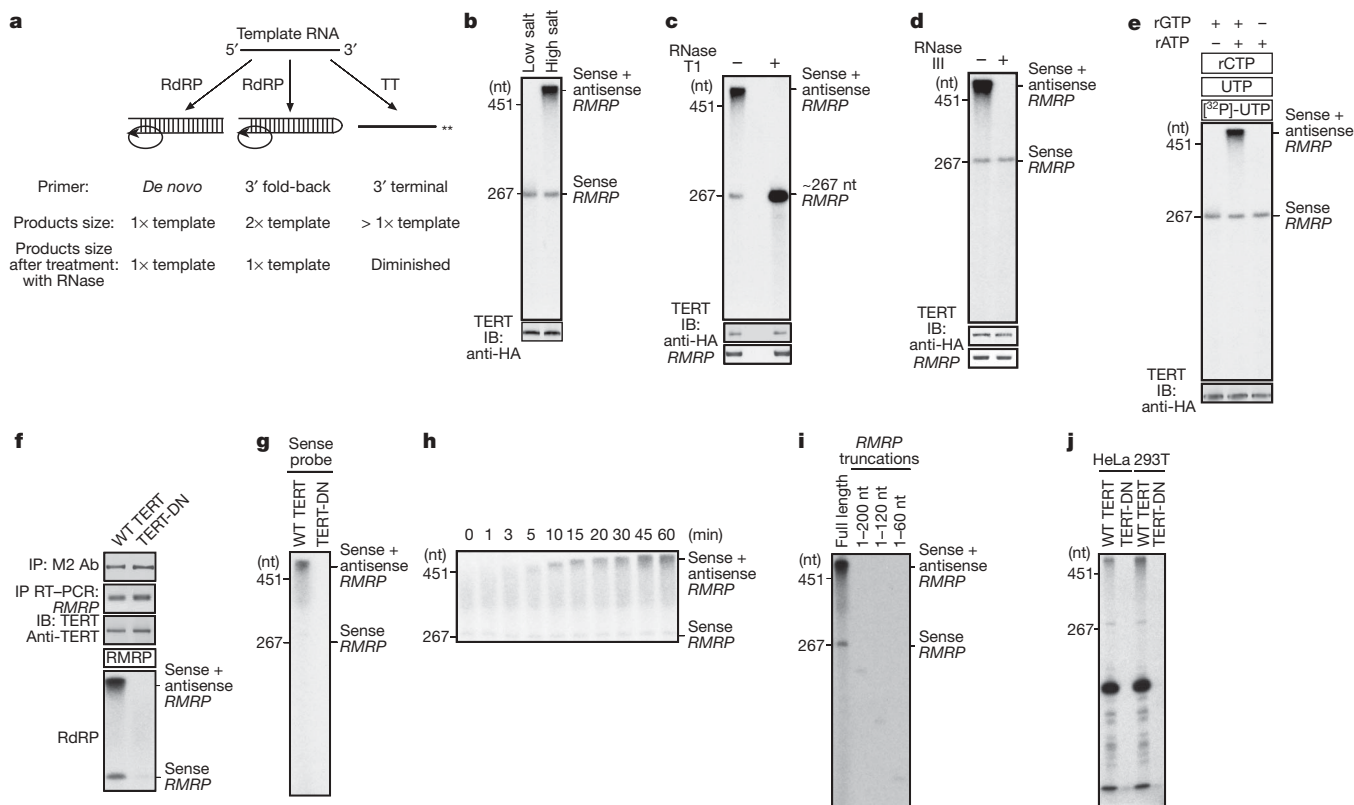 a
Template RNA
5′ 3′
RdRP RdRP TT
**
Primer: De novo 3′ fold-back 3′ terminal
Products size: 1× template 2× template > 1× template
Products size
after treatment: 1× template 1× template Diminished
with RNase
b
Low salt
High salt
(nt)
451
267
Sense +
antisense
RMRP
Sense
RMRP
TERT
IB:
anti-HA
c
RNase
T1
– +
(nt)
451
267
Sense +
antisense
RMRP
~267 nt
RMRP
TERT
IB:
anti-HA
RMRP
d
RNase
III
– +
(nt)
451
267
Sense +
antisense
RMRP
Sense
RMRP
TERT
IB:
anti-HA
RMRP
e
rGTP + + –
rATP – + +
rCTP
UTP
[32P]-UTP
(nt)
451
267
Sense +
antisense
RMRP
Sense
RMRP
TERT
IB:
anti-HA
f
WT TERT
TERT-DN
IP: M2 Ab
IP RT–PCR:
RMRP
IB: TERT
Anti-TERT
RMRP
RdRP
Sense +
antisense
RMRP
Sense
RMRP
g
Sense
probe
WT TERT
TERT-DN
(nt)
451
267
Sense +
antisense
RMRP
Sense
RMRP
h
0 1 3 5 10 15 20 30 45 60 (min)
(nt)
451
267
Sense +
antisense
RMRP
Sense
RMRP
i
RMRP
truncations
Full length
1–200 nt
1–120 nt
1–60 nt
(nt)
451
267
Sense +
antisense
RMRP
Sense
RMRP
j
HeLa 293T
WT TERT
TERT-DN
WT TERT
TERT-DN
(nt)
451
267